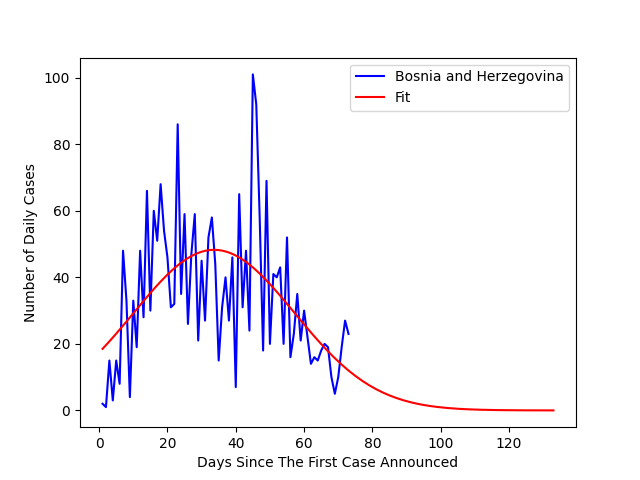 Bosnia and Herzegovina
Fit
100
80
60
40
20
0
Number of Daily Cases
0 20 40 60 80 100 120
Days Since The First Case Announced